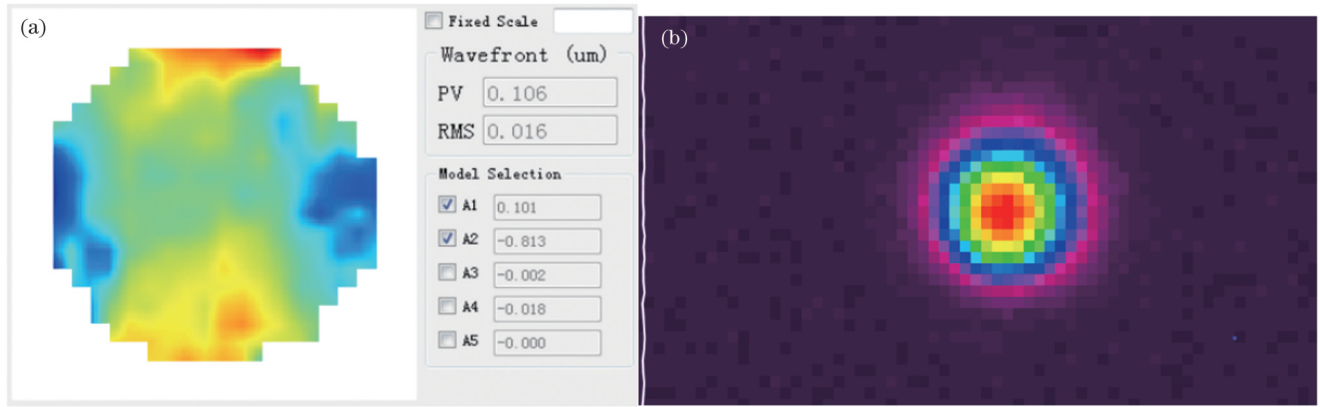 (a)
Fixed Scale
Wavefront (um)
PV 0.106
RMS 0.016
Model Selection
A1 0.101
A2 -0.813
A3 -0.002
A4 -0.018
A5 -0.000
(b)